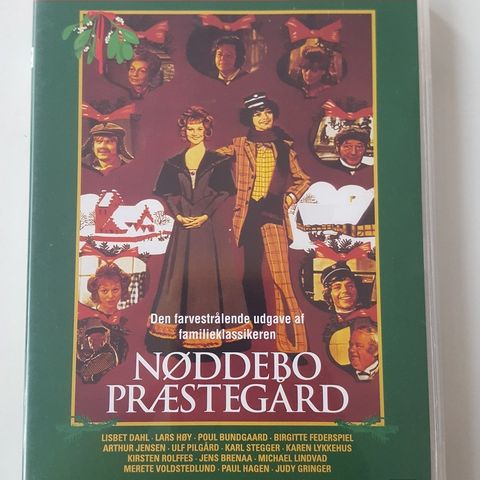 Den farvestrålende udgave af
familieklassikeren
NØDDEBO
PRÆSTEGÅRD
LISBET DAHL · LARS HØY · POUL BUNDGAARD · BIRGITTE FEDERSPIEL
ARTHUR JENSEN · ULF PILGÅRD · KARL STEGGER · KAREN LYKKEHUS
KIRSTEN ROLFFES · JENS BRENAA · MICHAEL LINDVAD
MERETE VOLDSTEDLUND · PAUL HAGEN · JUDY GRINGER